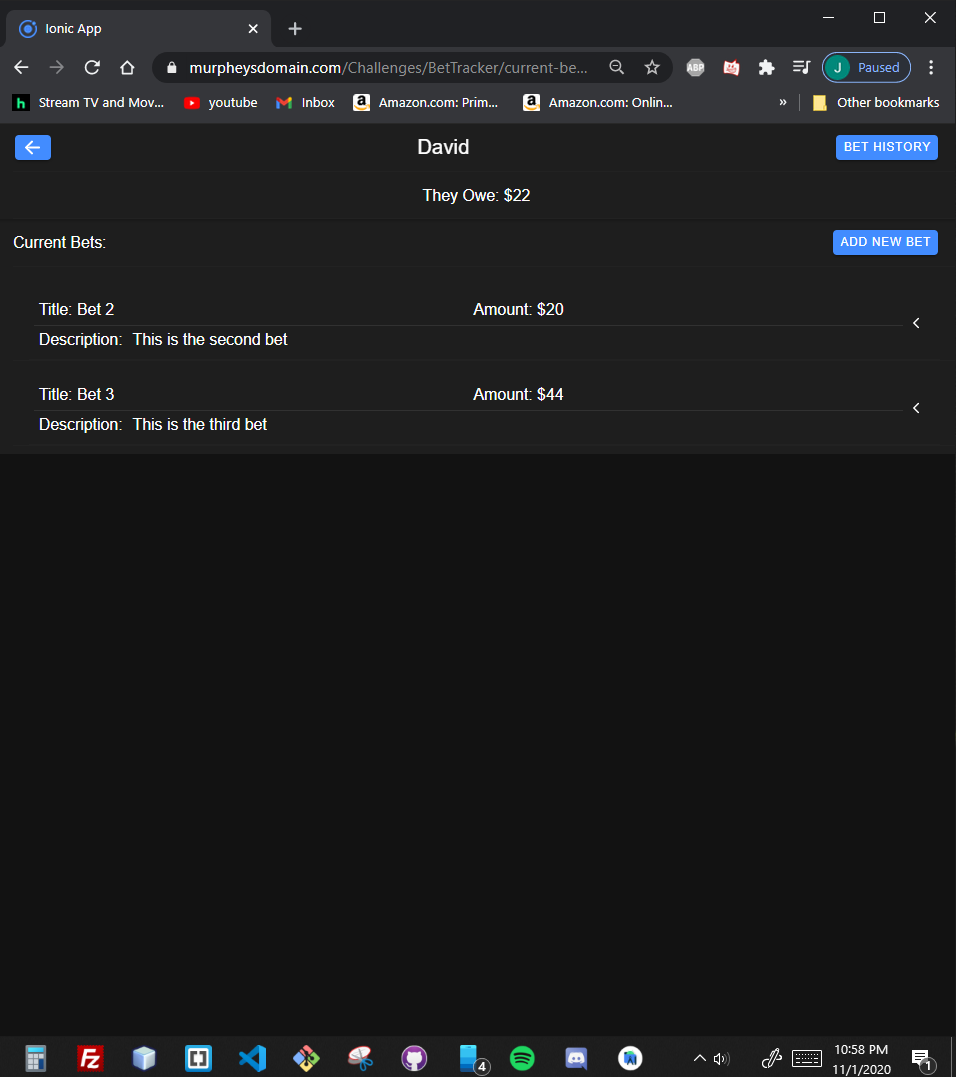 Ionic App
murpheysdomain.com/Challenges/BetTracker/current-be...
ABP
J Paused
h Stream TV and Mov... youtube Inbox a Amazon.com: Prim... a Amazon.com: Onlin... » Other bookmarks
David
BET HISTORY
They Owe: $22
Current Bets:
ADD NEW BET
Title: Bet 2 Amount: $20
Description: This is the second bet
Title: Bet 3 Amount: $44
Description: This is the third bet
Fz
4
10:58 PM
11/1/2020
1